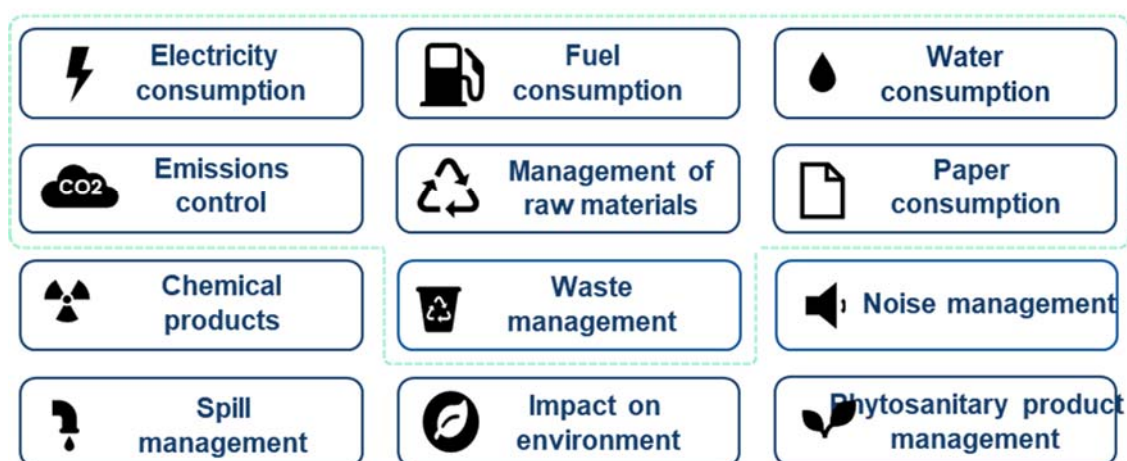 Electricity
consumption
Fuel
consumption
Water
consumption
CO2
Emissions
control
Management of
raw materials
Paper
consumption
Chemical
products
Waste
management
Noise management
Spill
management
Impact on
environment
Phytosanitary product
management